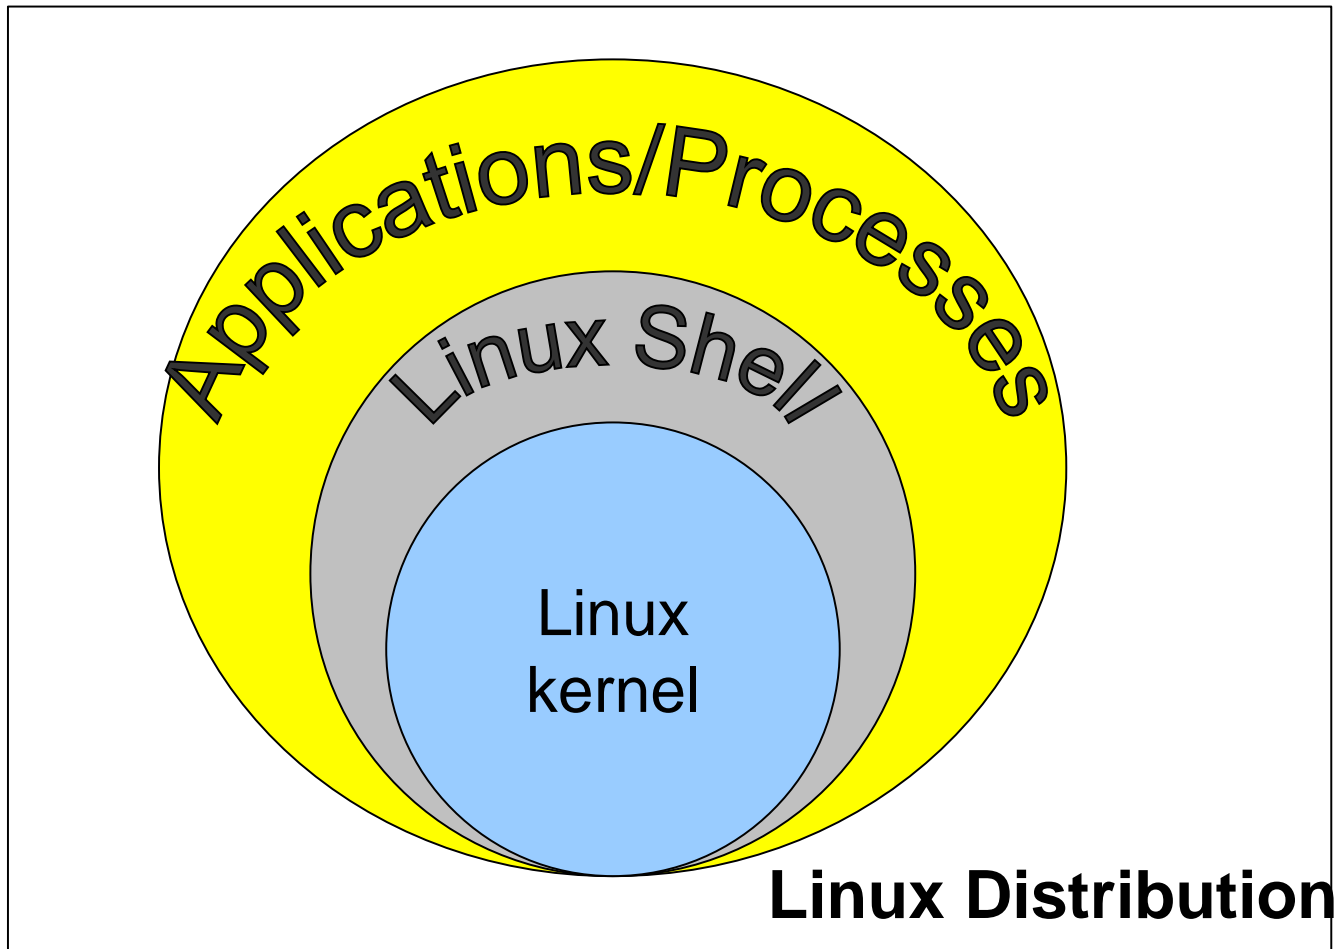 Applications/Processes
Linux Shell
Linux
kernel
Linux Distribution